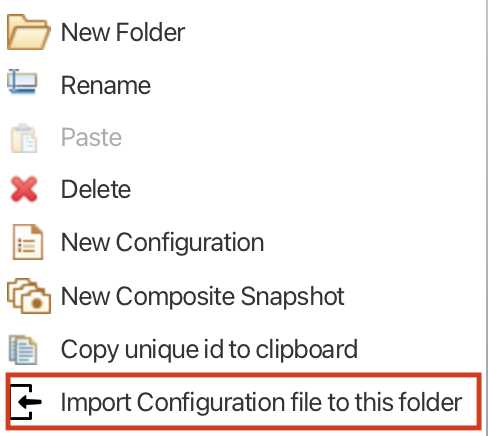 New Folder
Rename
Paste
Delete
New Configuration
New Composite Snapshot
Copy unique id to clipboard
Import Configuration file to this folder